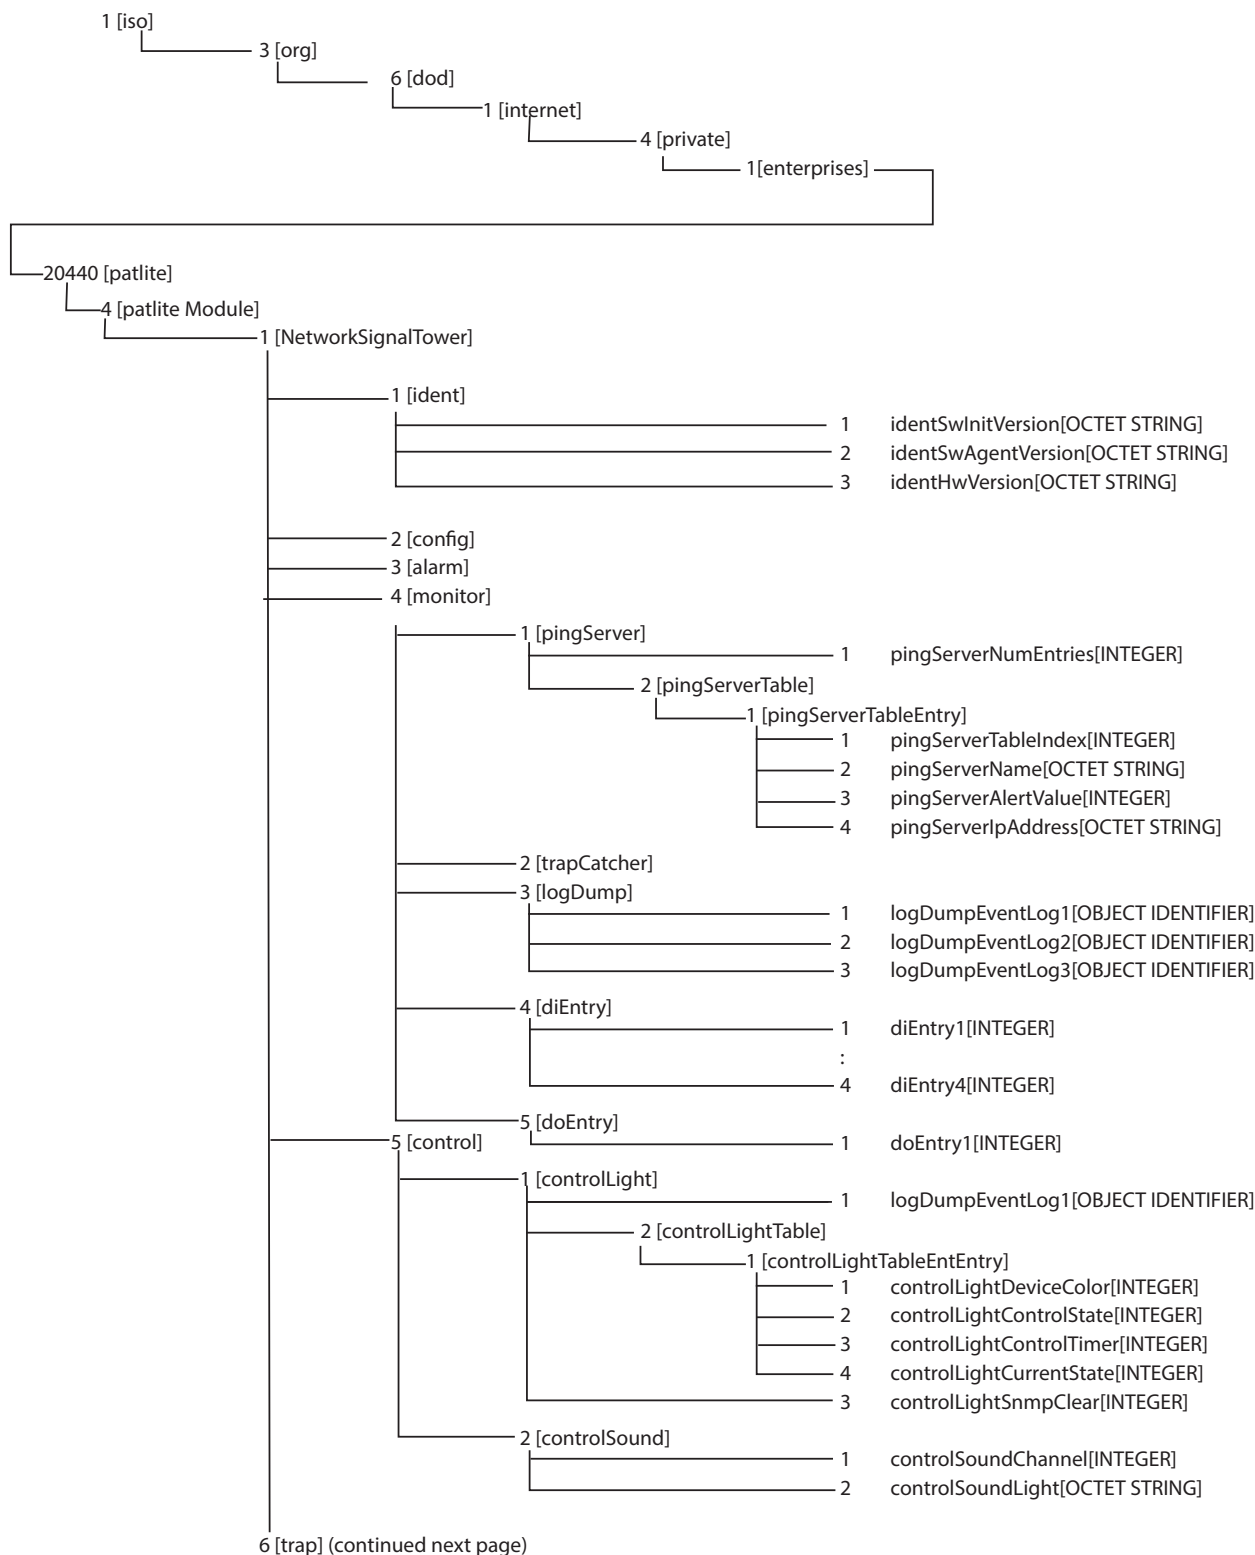 1 [iso]
3 [org]
6 [dod]
1 [internet]
4 [private]
1[enterprises]
20440 [patlite]
4 [patlite Module]
1 [NetworkSignalTower]
1 [ident]
1 identSwInitVersion[OCTET STRING]
2 identSwAgentVersion[OCTET STRING]
3 identHwVersion[OCTET STRING]
2 [config]
3 [alarm]
4 [monitor]
1 [pingServer]
1 pingServerNumEntries[INTEGER]
2 [pingServerTable]
1 [pingServerTableEntry]
1 pingServerTableIndex[INTEGER]
2 pingServerName[OCTET STRING]
3 pingServerAlertValue[INTEGER]
4 pingServerIpAddress[OCTET STRING]
2 [trapCatcher]
3 [logDump]
1 logDumpEventLog1[OBJECT IDENTIFIER]
2 logDumpEventLog2[OBJECT IDENTIFIER]
3 logDumpEventLog3[OBJECT IDENTIFIER]
4 [diEntry]
1 diEntry1[INTEGER]
:
4 diEntry4[INTEGER]
5 [doEntry]
1 doEntry1[INTEGER]
5 [control]
1 [controlLight]
1 logDumpEventLog1[OBJECT IDENTIFIER]
2 [controlLightTable]
1 [controlLightTableEntEntry]
1 controlLightDeviceColor[INTEGER]
2 controlLightControlState[INTEGER]
3 controlLightControlTimer[INTEGER]
4 controlLightCurrentState[INTEGER]
3 controlLightSnmpClear[INTEGER]
2 [controlSound]
1 controlSoundChannel[INTEGER]
2 controlSoundLight[OCTET STRING]
6 [trap] (continued next page)